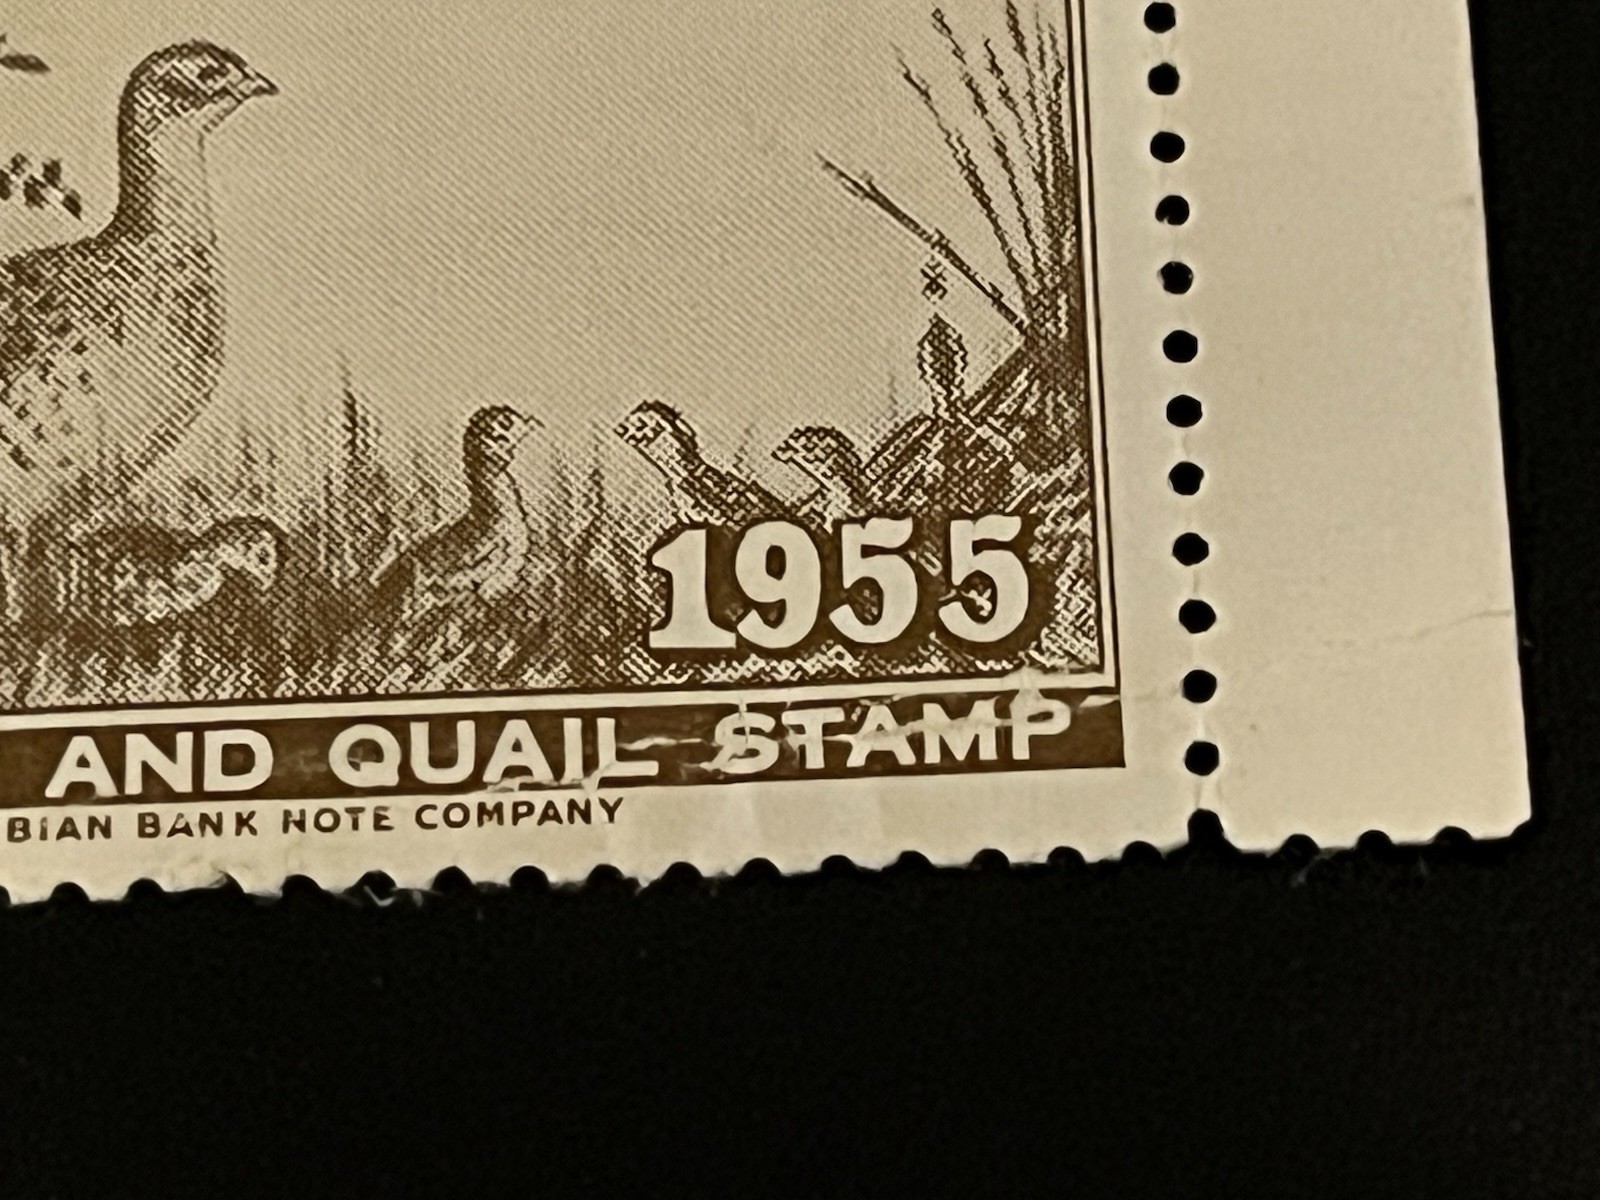 1955
AND QUAIL STAMP
BIAN BANK NOTE COMPANY